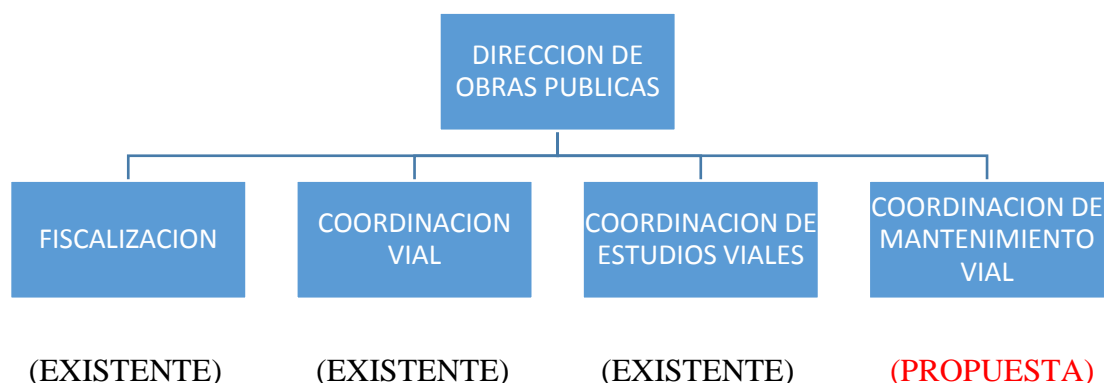 DIRECCION DE
OBRAS PUBLICAS
FISCALIZACION
COORDINACION
VIAL
COORDINACION DE
ESTUDIOS VIALES
COORDINACION DE
MANTENIMIENTO
VIAL
(EXISTENTE)
(EXISTENTE)
(EXISTENTE)
(PROPUESTA)